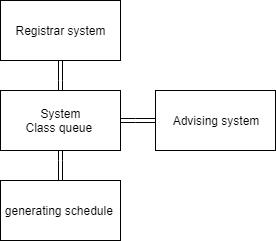 Registrar system
System
Class queue
Advising system
generating schedule